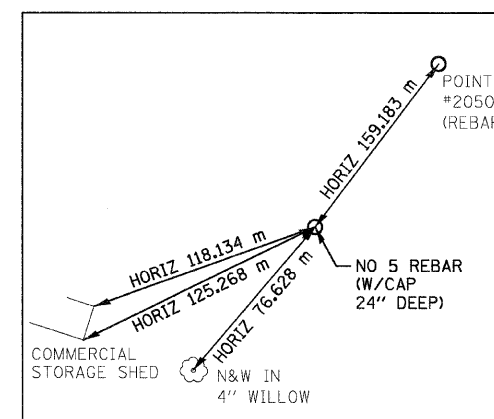 POINT
#2050
(REBAR
HORIZ 159.183 m
HORIZ 118.134 m
HORIZ 125.268 m
HORIZ 76.628 m
NO 5 REBAR
(W/CAP
24" DEEP)
COMMERCIAL
STORAGE SHED
N&W IN
4" WILLOW